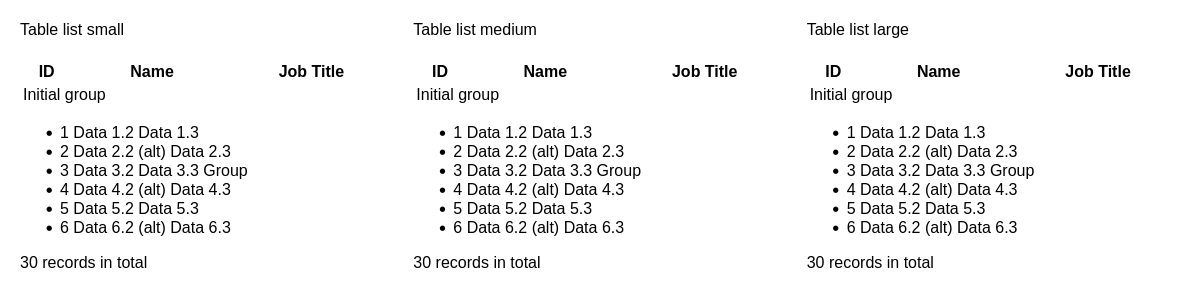 Table list small
ID Name Job Title
Initial group
• 1 Data 1.2 Data 1.3
• 2 Data 2.2 (alt) Data 2.3
• 3 Data 3.2 Data 3.3 Group
• 4 Data 4.2 (alt) Data 4.3
• 5 Data 5.2 Data 5.3
• 6 Data 6.2 (alt) Data 6.3
30 records in total
Table list medium
ID Name Job Title
Initial group
• 1 Data 1.2 Data 1.3
• 2 Data 2.2 (alt) Data 2.3
• 3 Data 3.2 Data 3.3 Group
• 4 Data 4.2 (alt) Data 4.3
• 5 Data 5.2 Data 5.3
• 6 Data 6.2 (alt) Data 6.3
30 records in total
Table list large
ID Name Job Title
Initial group
• 1 Data 1.2 Data 1.3
• 2 Data 2.2 (alt) Data 2.3
• 3 Data 3.2 Data 3.3 Group
• 4 Data 4.2 (alt) Data 4.3
• 5 Data 5.2 Data 5.3
• 6 Data 6.2 (alt) Data 6.3
30 records in total